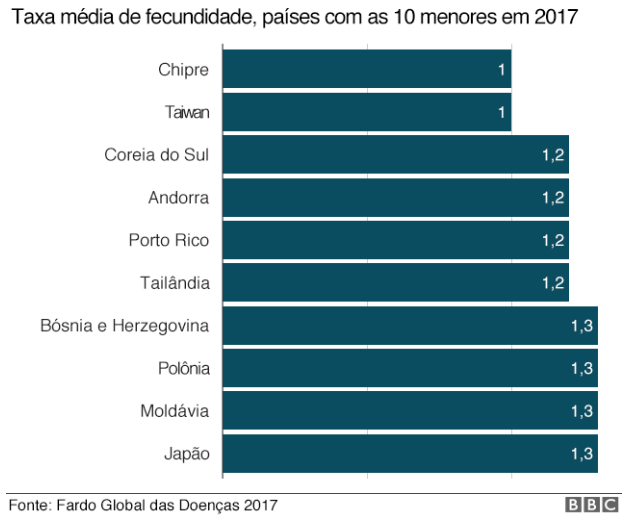 Taxa média de fecundidade, países com as 10 menores em 2017
Chipre 1
Taiwan 1
Coreia do Sul 1,2
Andorra 1,2
Porto Rico 1,2
Tailândia 1,2
Bósnia e Herzegovina 1,3
Polônia 1,3
Moldávia 1,3
Japão 1,3
Fonte: Fardo Global das Doenças 2017 BBC